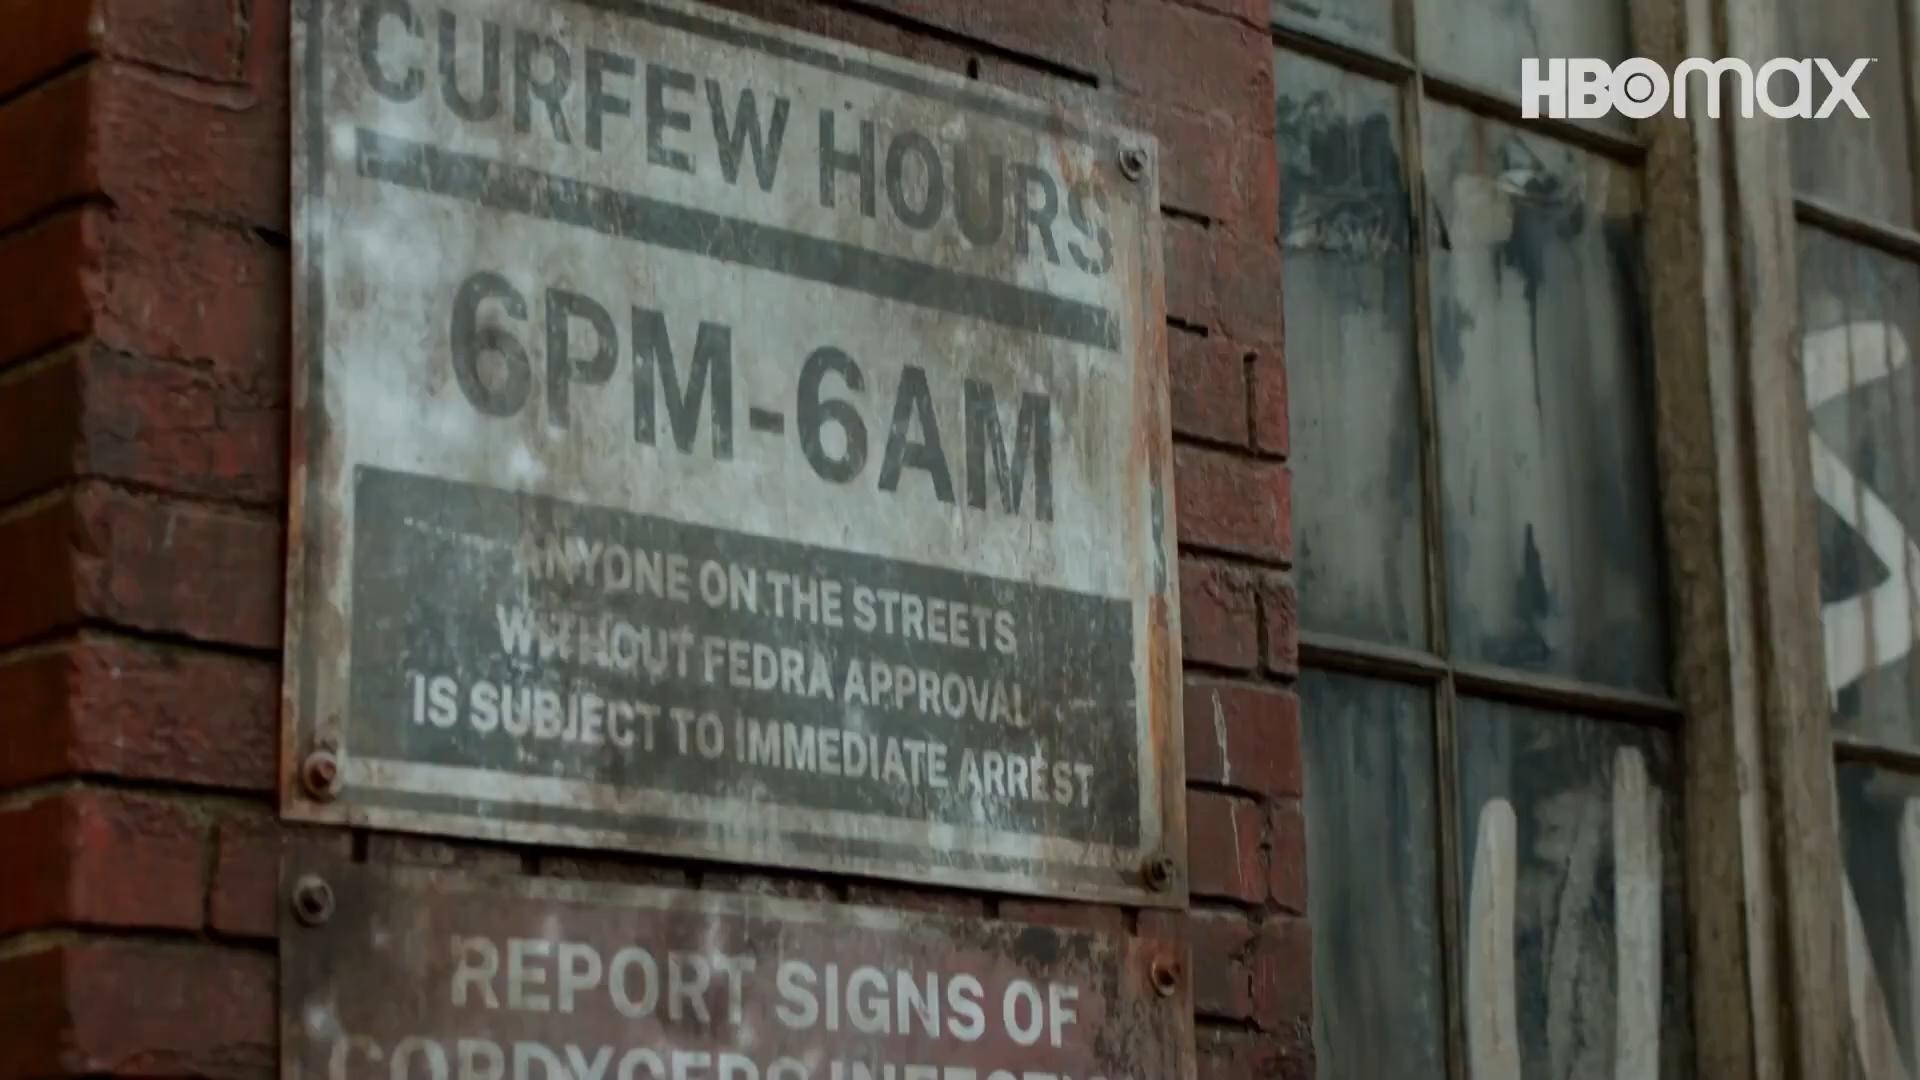 HBOMAX
CURFEW HOURS
6PM-6AM
ANYONE ON THE STREETS
WITHOUT FEDRA APPROVAL
IS SUBJECT TO IMMEDIATE ARREST
REPORT SIGNS OF
CORDYCEPS